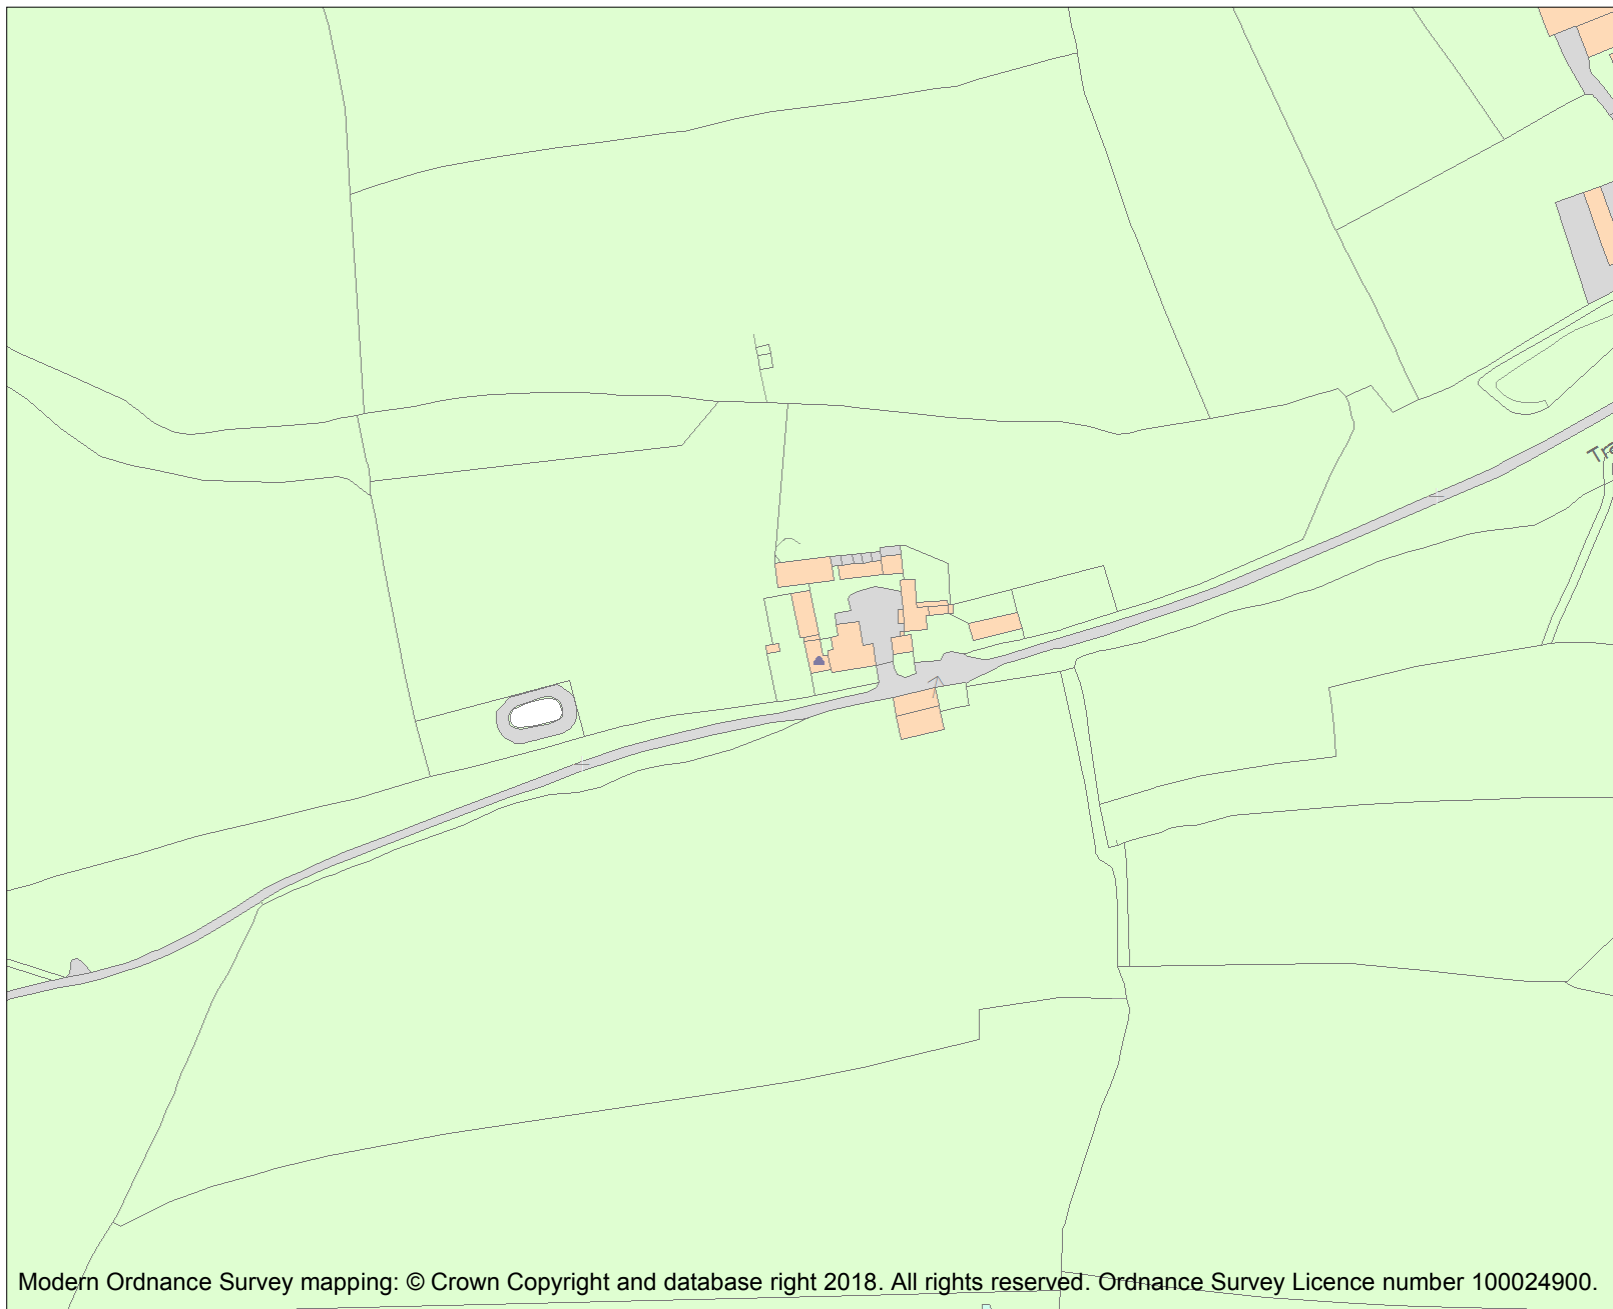 Modern Ordnance Survey mapping: © Crown Copyright and database right 2018. All rights reserved. Ordnance Survey Licence number 100024900.